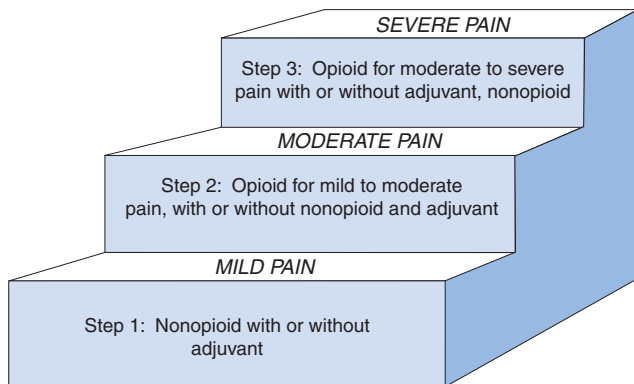 SEVERE PAIN
Step 3: Opioid for moderate to severe
pain with or without adjuvant, nonopioid
MODERATE PAIN
Step 2: Opioid for mild to moderate
pain, with or without nonopioid and adjuvant
MILD PAIN
Step 1: Nonopioid with or without
adjuvant